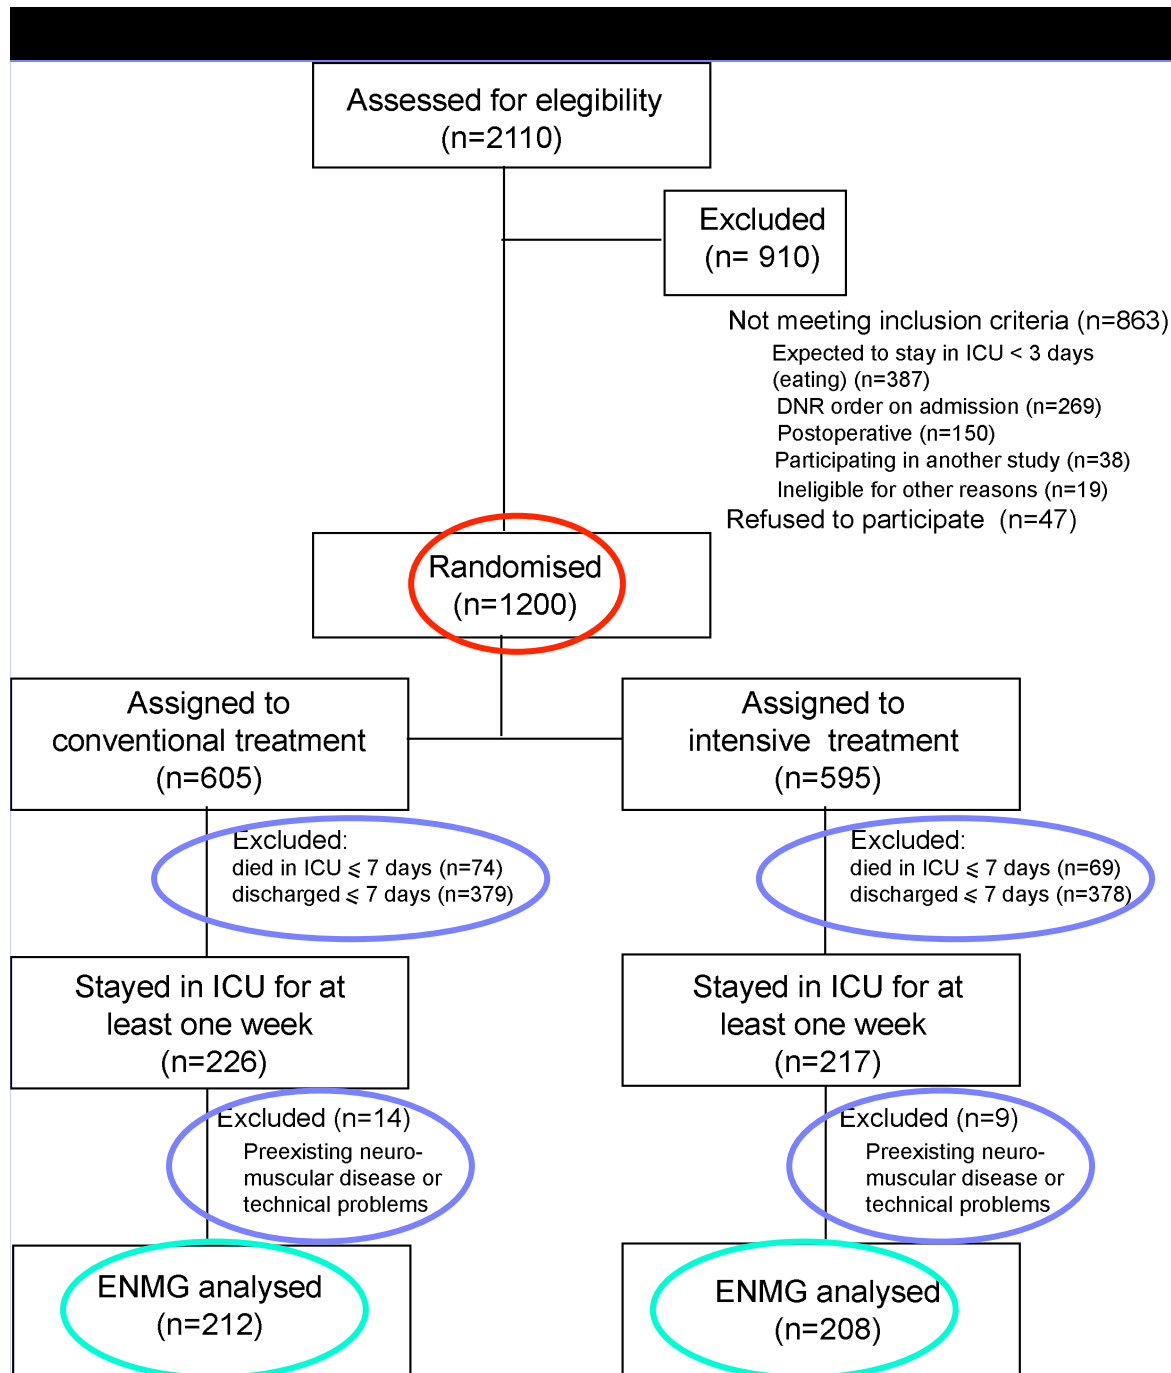 Assessed for elegibility
(n=2110)
Excluded
(n= 910)
Not meeting inclusion criteria (n=863)
Expected to stay in ICU < 3 days
(eating) (n=387)
DNR order on admission (n=269)
Postoperative (n=150)
Participating in another study (n=38)
Ineligible for other reasons (n=19)
Refused to participate (n=47)
Randomised
(n=1200)
Assigned to
conventional treatment
(n=605)
Assigned to
intensive treatment
(n=595)
Excluded:
died in ICU ⩽ 7 days (n=74)
discharged ⩽ 7 days (n=379)
Excluded:
died in ICU ⩽ 7 days (n=69)
discharged ⩽ 7 days (n=378)
Stayed in ICU for at
least one week
(n=226)
Stayed in ICU for at
least one week
(n=217)
Excluded (n=14)
Preexisting neuro-
muscular disease or
technical problems
Excluded (n=9)
Preexisting neuro-
muscular disease or
technical problems
ENMG analysed
(n=212)
ENMG analysed
(n=208)